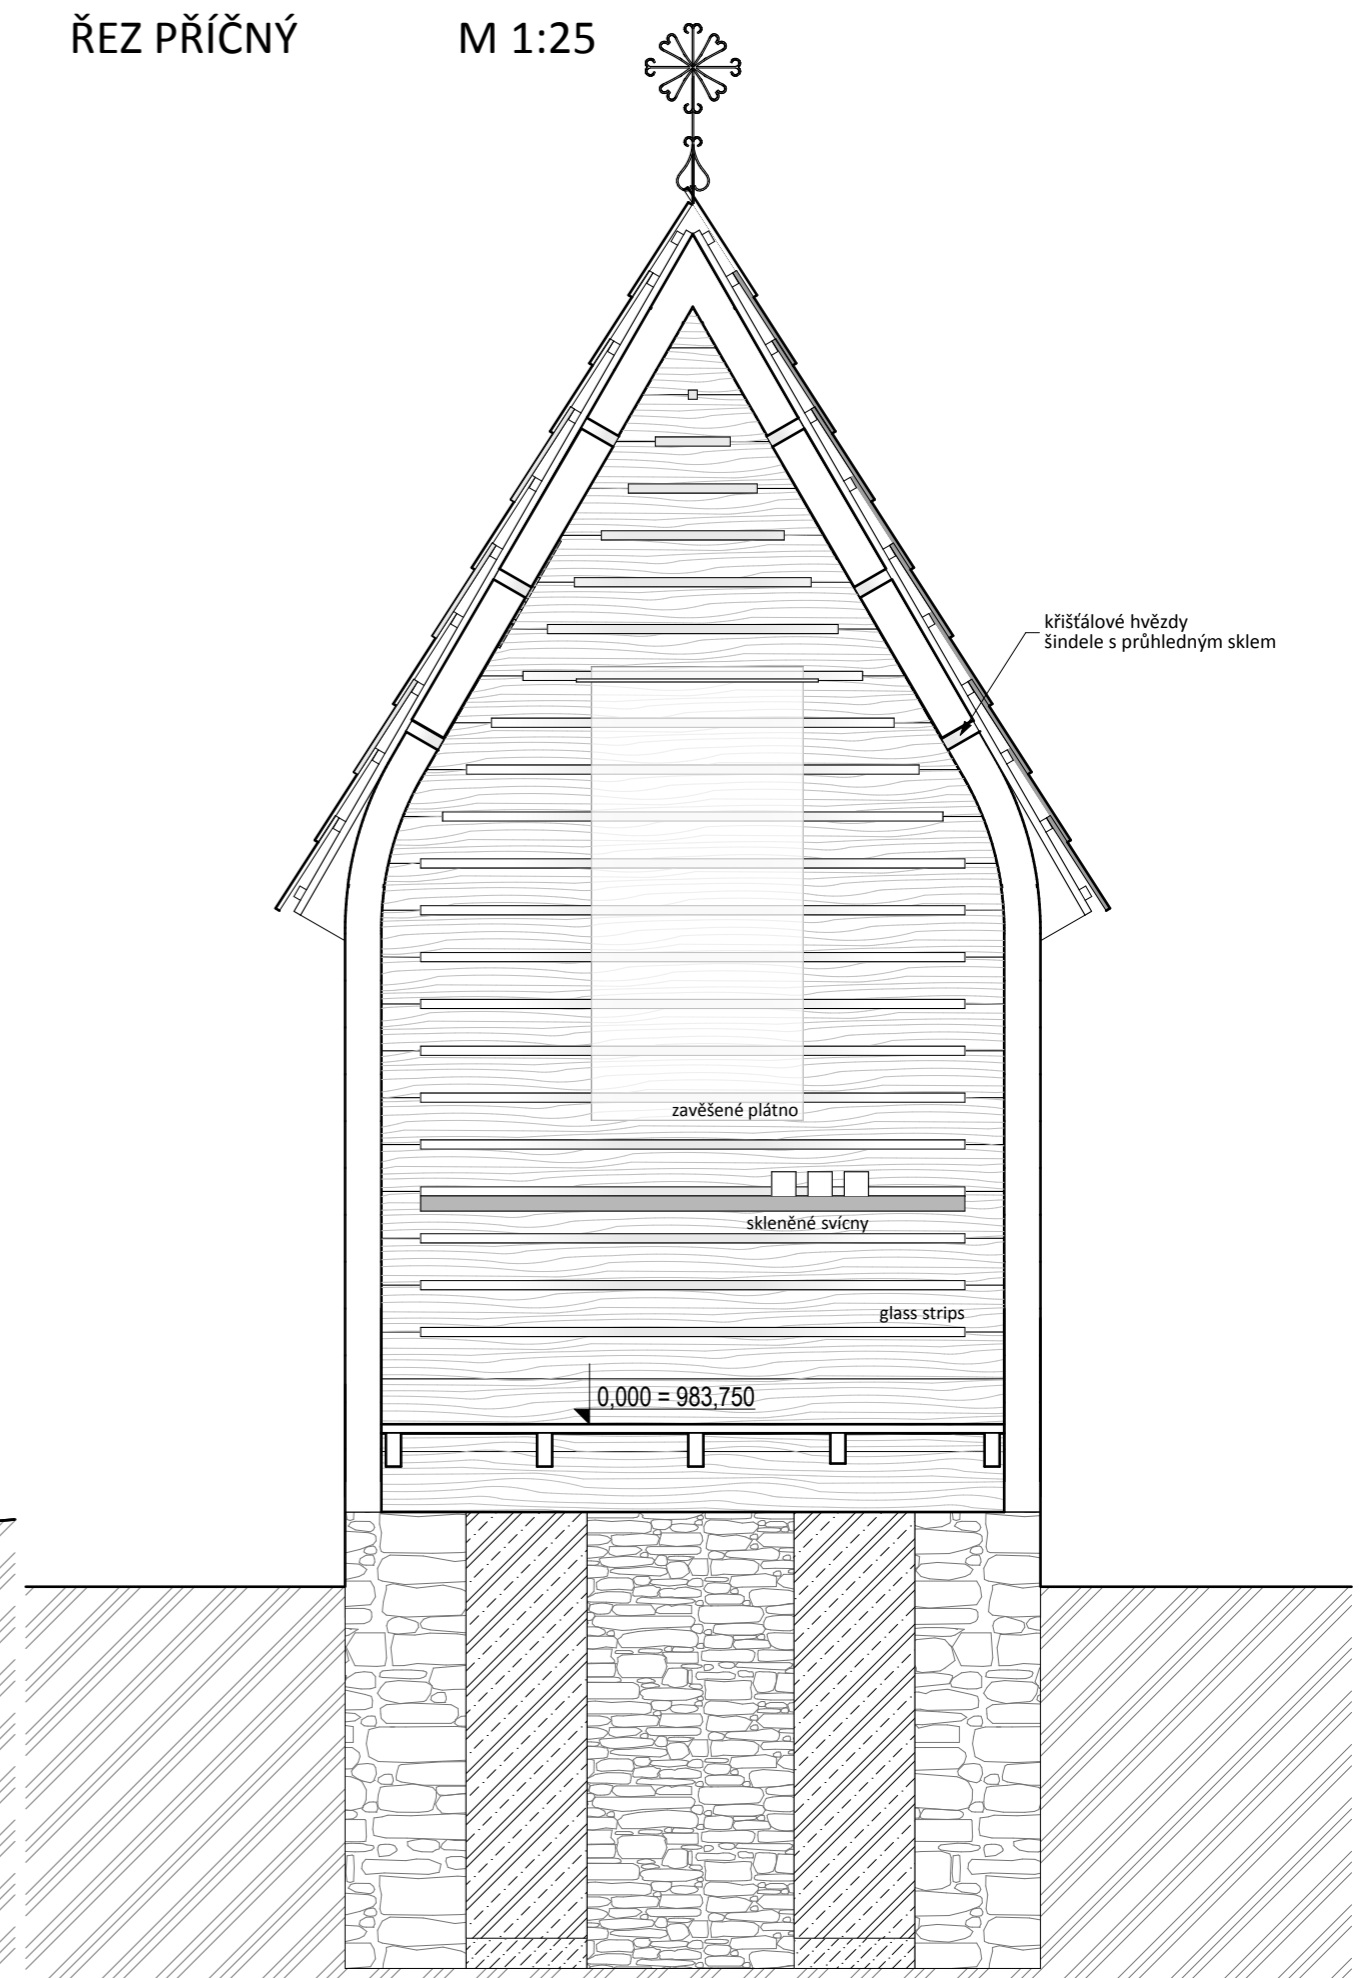 ŘEZ PŘÍČNÝ M 1:25
křišťálové hvězdy
šindele s průhledným sklem
zavěšené plátno
skleněné svícny
glass strips
0,000 = 983,750